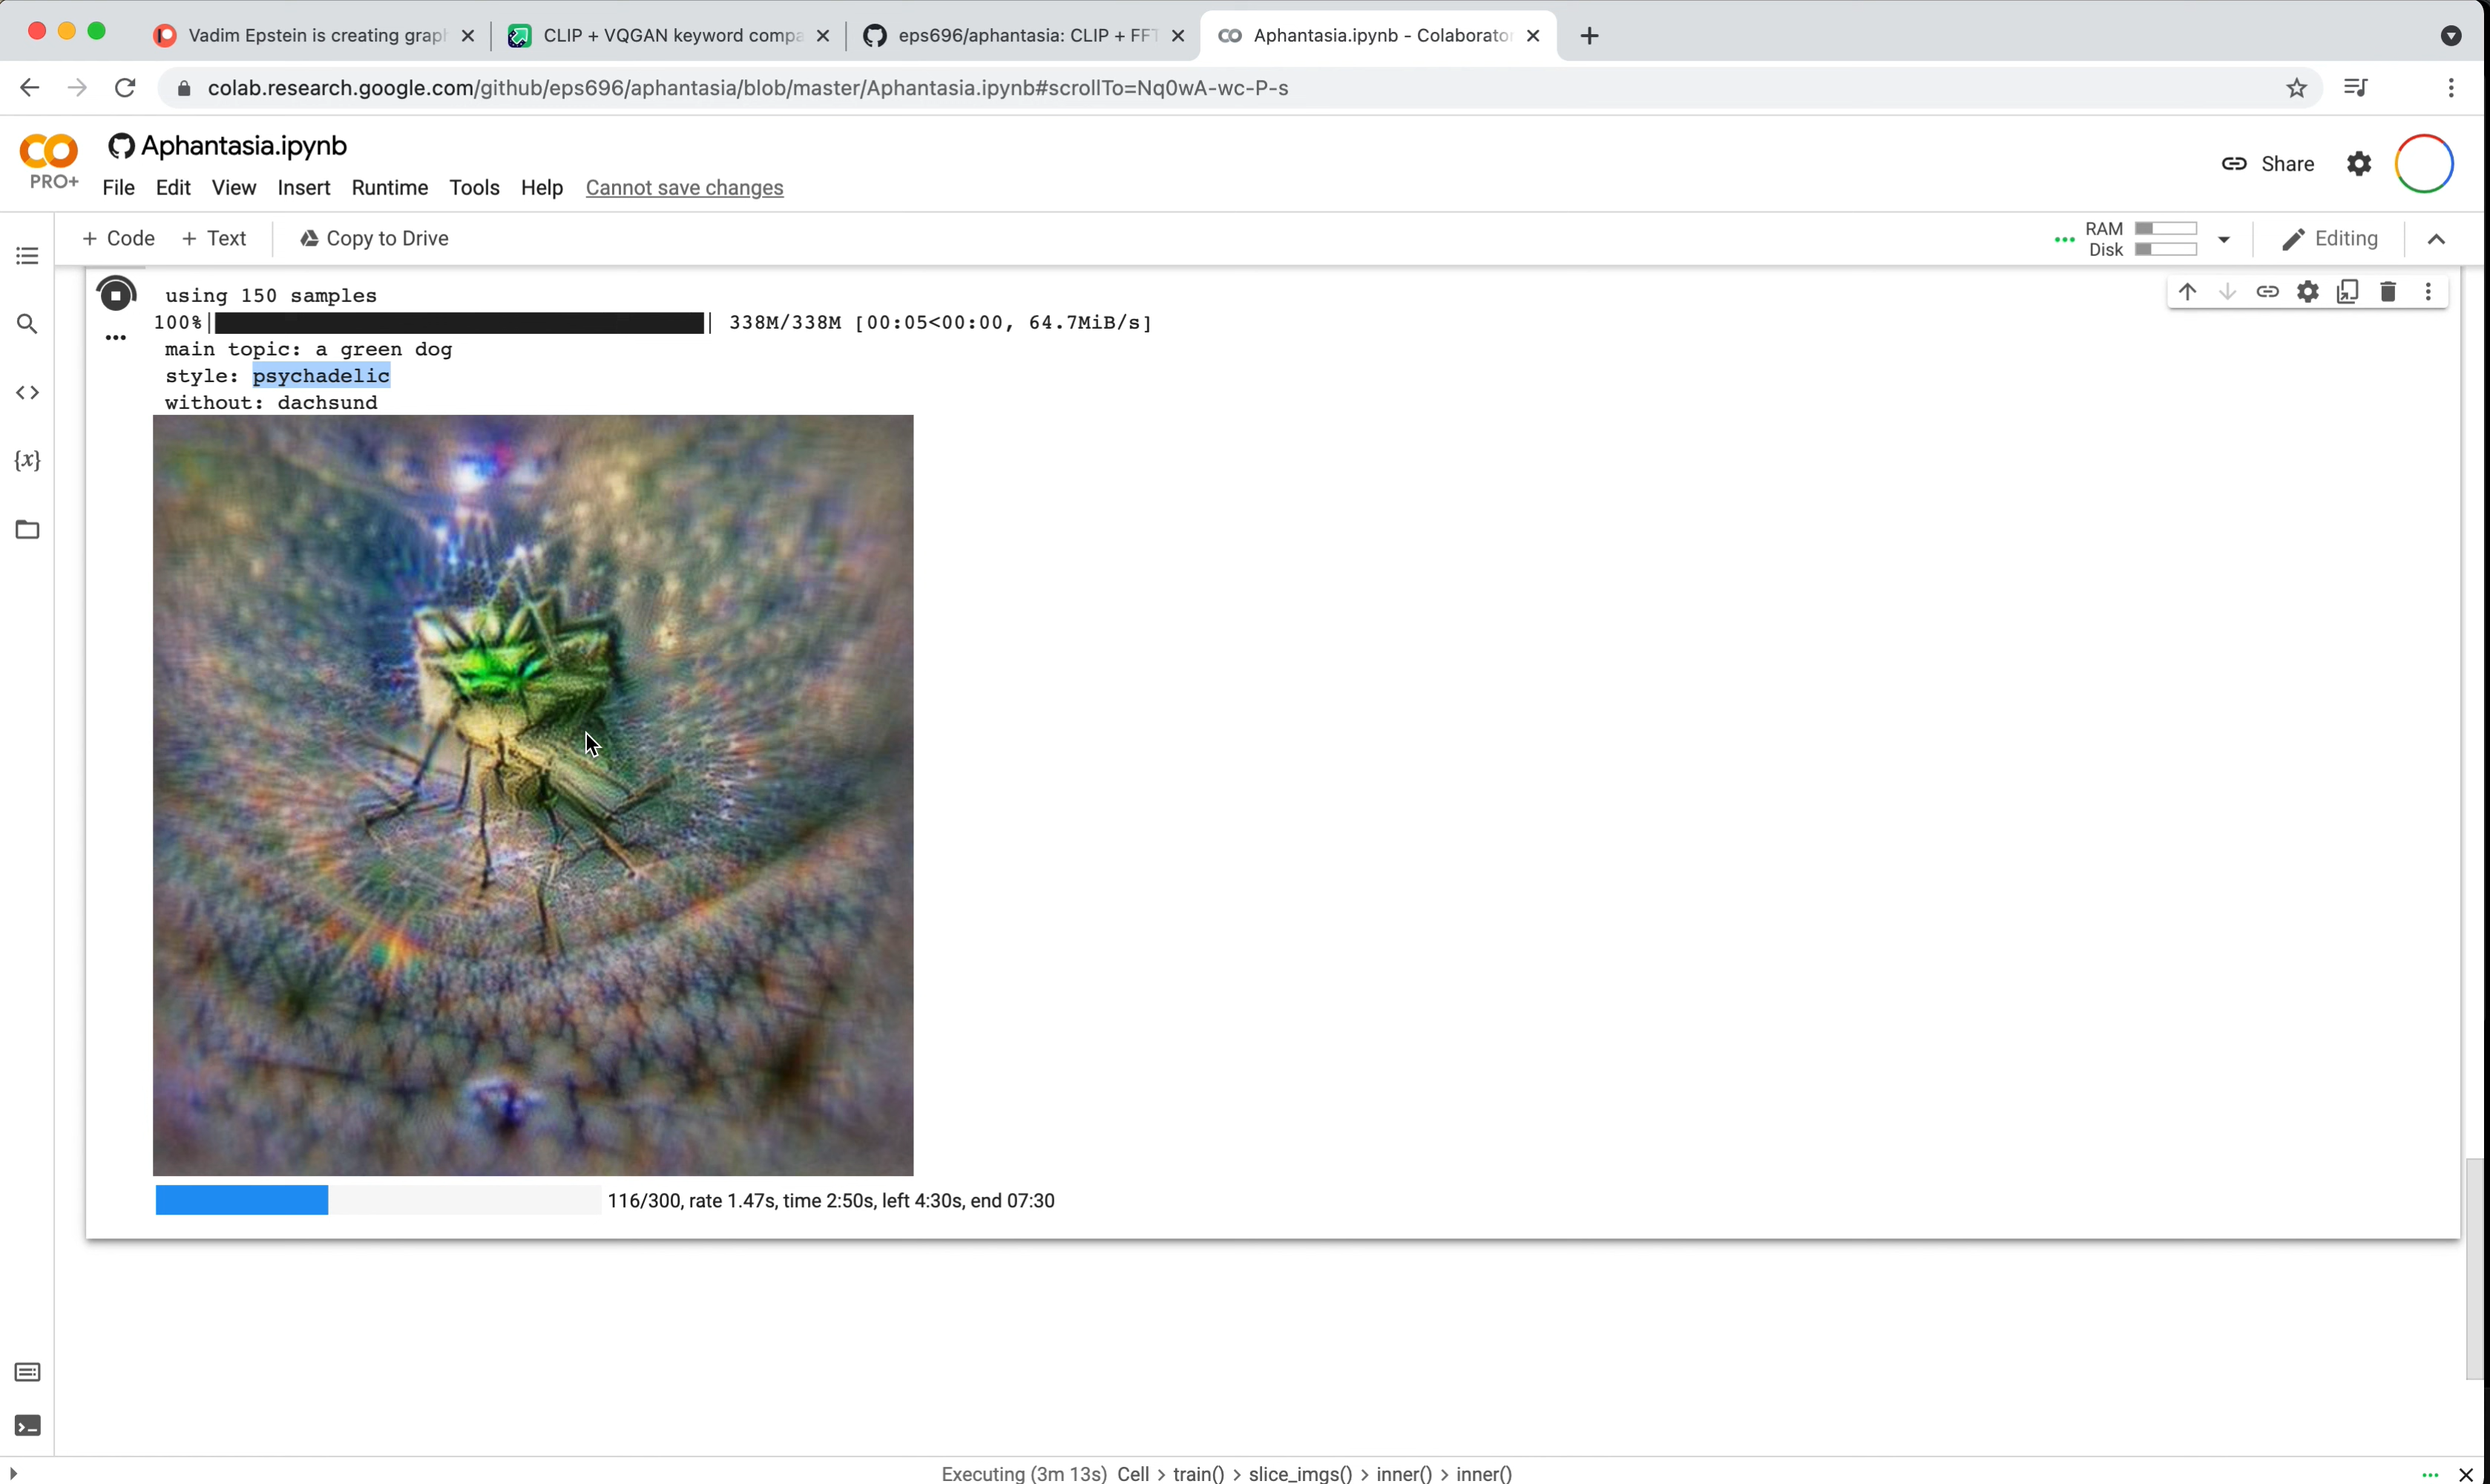 Vadim Epstein is creating graph
CLIP + VQGAN keyword compa
eps696/aphantasia: CLIP + FFT
Aphantasia.ipynb - Colaborator
colab.research.google.com/github/eps696/aphantasia/blob/master/Aphantasia.ipynb#scrollTo=Nq0wA-wc-P-s
CO
PRO+
Aphantasia.ipynb
File Edit View Insert Runtime Tools Help Cannot save changes
Share
+ Code + Text Copy to Drive
RAM
Disk
Editing
using 150 samples
100%| | 338M/338M [00:05<00:00, 64.7MiB/s]
main topic: a green dog
style: psychadelic
without: dachsund
{x}
116/300, rate 1.47s, time 2:50s, left 4:30s, end 07:30
Executing (3m 13s) Cell > train() > slice_imgs() > inner() > inner()